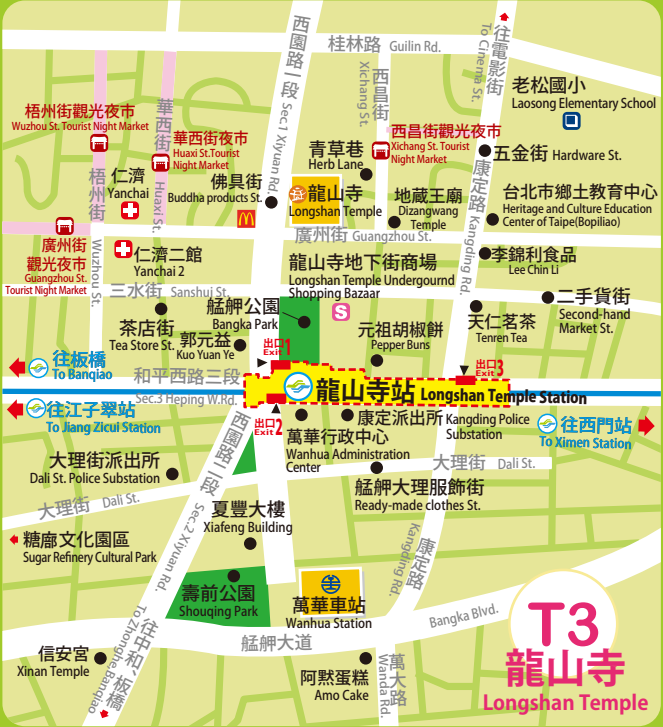 桂林路 Guilin Rd.
西園路一段 Sec.1 Xiyuan Rd.
往電影街
To Cinema St.
老松國小
Laosong Elementary School
梧州街觀光夜市
Wuzhou St. Tourist Night Market
華西街
Huaxi St.
華西街夜市
Huaxi St.Tourist
Night Market
西昌街
Xichang St.
西昌街觀光夜市
Xichang St. Tourist
Night Market
青草巷
Herb Lane
五金街 Hardware St.
康定路 Kangding Rd.
梧州街
Wuzhou St.
仁濟
Yanchai
佛具街
Buddha products St.
龍山寺
Longshan Temple
地藏王廟
Dizangwang
Temple
台北市鄉土教育中心
Heritage and Culture Education
Center of Taipe(Bopiliao)
廣州街 Guangzhou St.
廣州街
觀光夜市
Guangzhou St.
Tourist Night Market
仁濟二館
Yanchai 2
龍山寺地下街商場
Longshan Temple Undergournd
Shopping Bazaar
S
李錦利食品
Lee Chin Li
三水街 Sanshui St.
茶店街
Tea Store St.
艋舺公園
Bangka Park
郭元益
Kuo Yuan Ye
元祖胡椒餅
Pepper Buns
天仁茗茶
Tenren Tea
二手貨街
Second-hand
Market St.
出口
Exit 1
出口
Exit 3
往板橋
To Banqiao
和平西路三段
Sec.3 Heping W.Rd.
龍山寺站 Longshan Temple Station
往江子翠站
To Jiang Zicui Station
出口
Exit 2
萬華行政中心
Wanhua Administration
Center
康定派出所 Kangding Police
Substation
往西門站
To Ximen Station
西園路二段 Sec.2 Xiyuan Rd.
大理街派出所
Dali St. Police Substation
大理街 Dali St.
大理街 Dali St.
艋舺大理服飾街
Ready-made clothes St.
夏豐大樓
Xiafeng Building
糖廍文化園區
Sugar Refinery Cultural Park
康定路
Kangding Rd.
壽前公園
Shouqing Park
萬華車站
Wanhua Station
艋舺大道
Bangka Blvd.
往中和、板橋
To Zhonghe,Banqiao
信安宮
Xinan Temple
阿默蛋糕
Amo Cake
萬大路
Wanda Rd.
T3
龍山寺
Longshan Temple